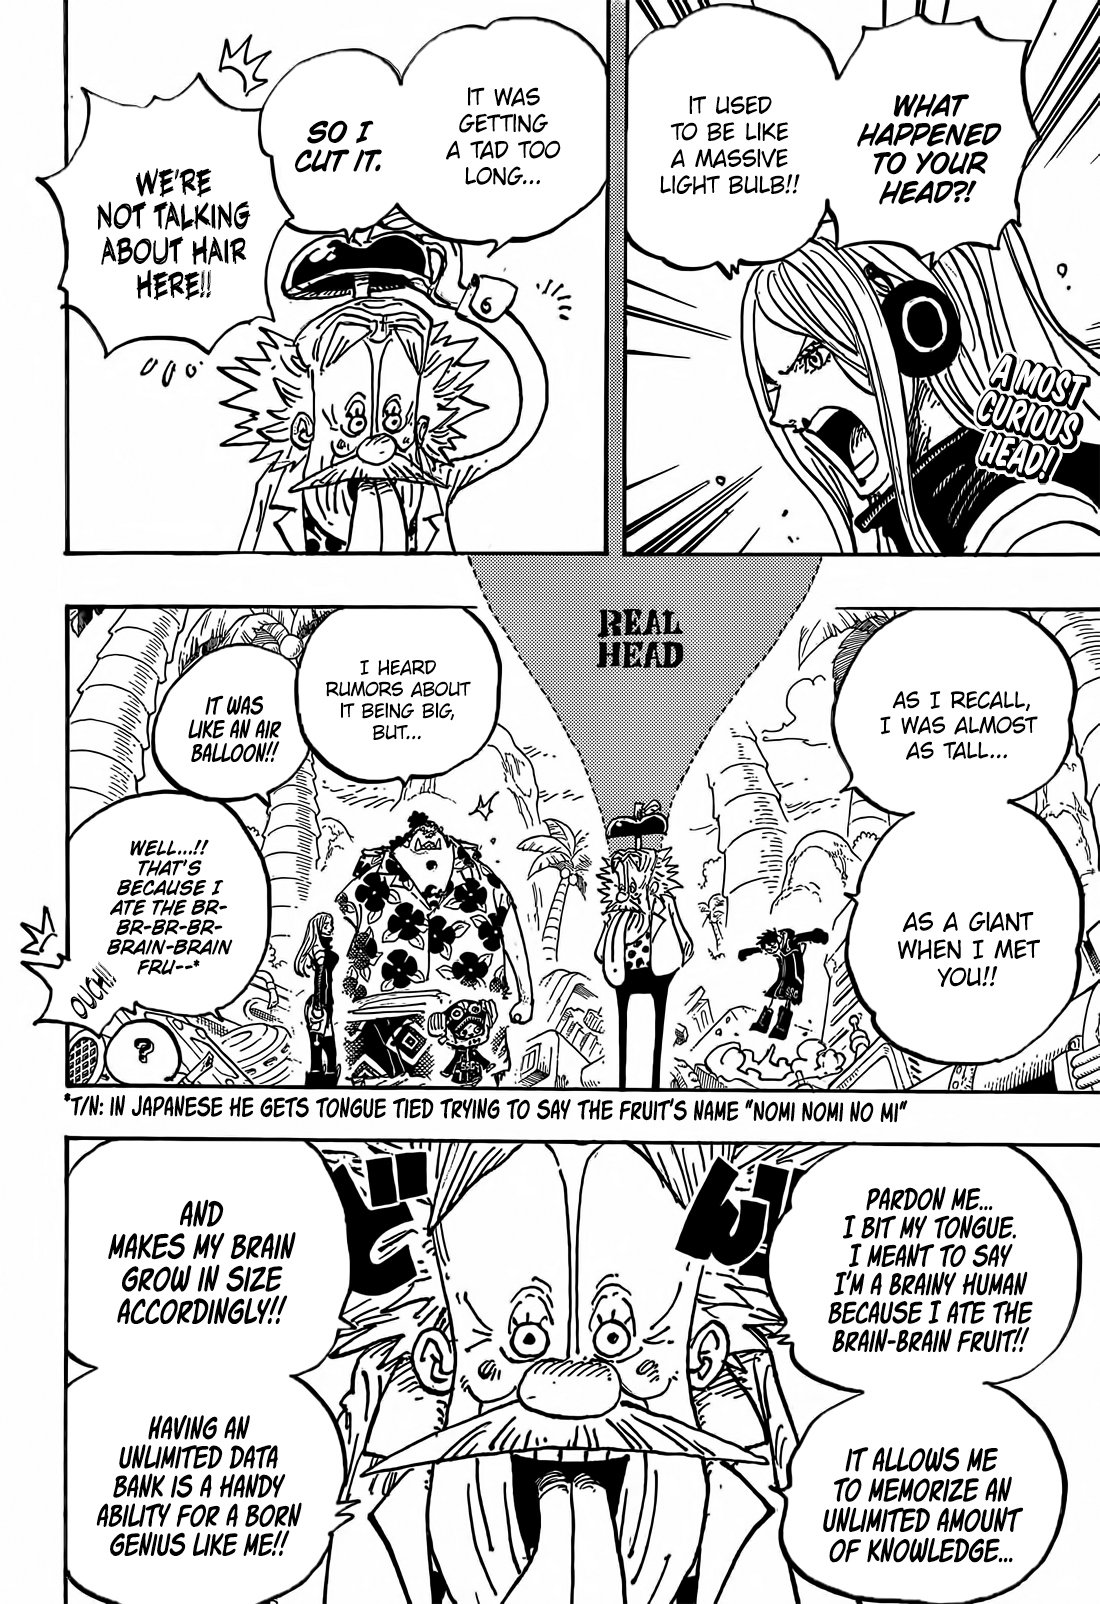 WHAT
HAPPENED
TO YOUR
HEAD?!
IT USED
TO BE LIKE
A MASSIVE
LIGHT BULB!!
A MOST
CURIOUS
HEAD!
IT WAS
GETTING
A TAD TOO
LONG...
SO I
CUT IT.
WE'RE
NOT TALKING
ABOUT HAIR
HERE!!
REAL
HEAD
AS I RECALL,
I WAS ALMOST
AS TALL...
AS A GIANT
WHEN I MET
YOU!!
I HEARD
RUMORS ABOUT
IT BEING BIG,
BUT...
IT WAS
LIKE AN AIR
BALLOON!!
WELL...!!
THAT'S
BECAUSE I
ATE THE BR-
BR-BR-BR-
BRAIN-BRAIN
FRU--*
OUCH!!
?
*T/N: IN JAPANESE HE GETS TONGUE TIED TRYING TO SAY THE FRUIT'S NAME "NOMI NOMI NO MI"
PARDON ME...
I BIT MY TONGUE.
I MEANT TO SAY
I'M A BRAINY HUMAN
BECAUSE I ATE THE
BRAIN-BRAIN FRUIT!!
IT ALLOWS ME
TO MEMORIZE AN
UNLIMITED AMOUNT
OF KNOWLEDGE...
AND
MAKES MY BRAIN
GROW IN SIZE
ACCORDINGLY!!
HAVING AN
UNLIMITED DATA
BANK IS A HANDY
ABILITY FOR A BORN
GENIUS LIKE ME!!